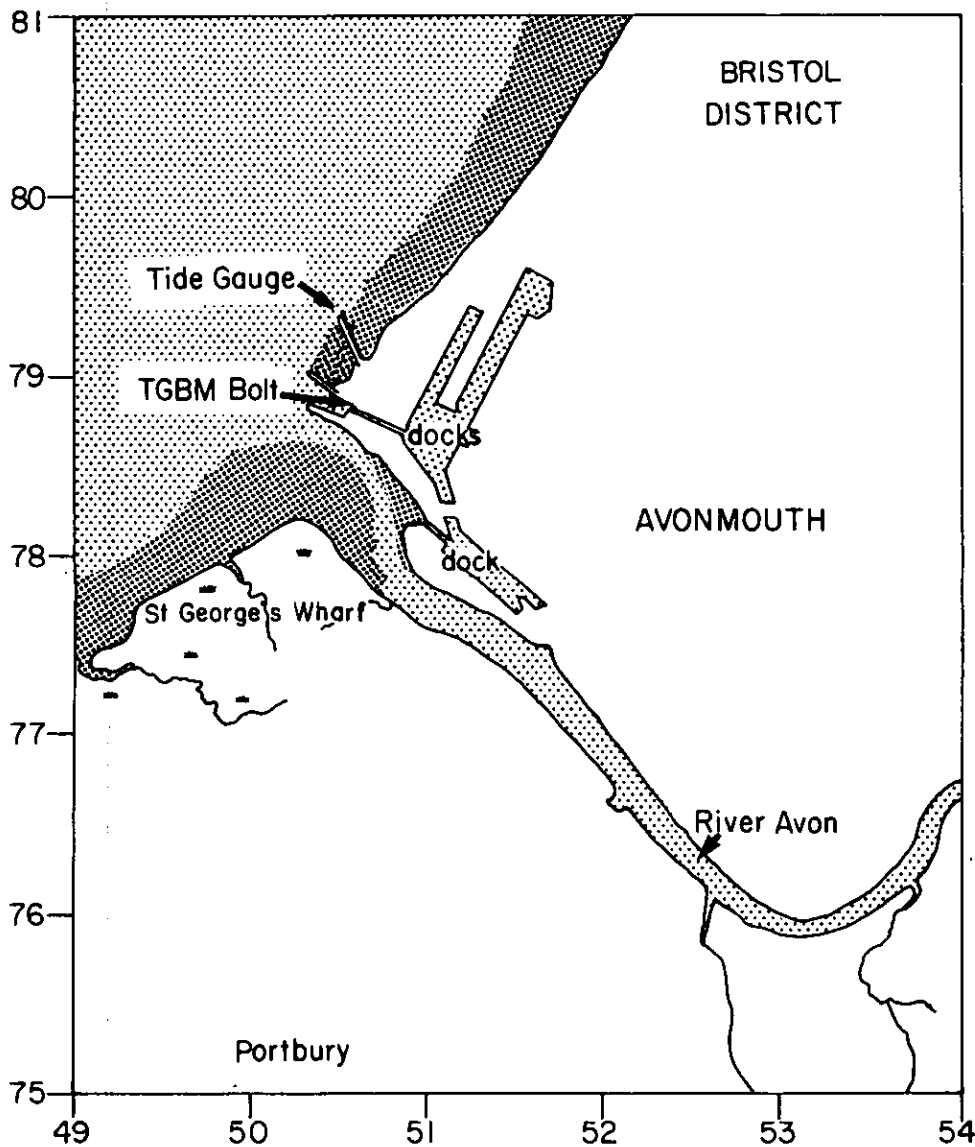 81
BRISTOL
DISTRICT
80
Tide Gauge
79
TGBM Bolt
docks
AVONMOUTH
78
dock
St George's Wharf
77
River Avon
76
Portbury
75
49
50
51
52
53
54